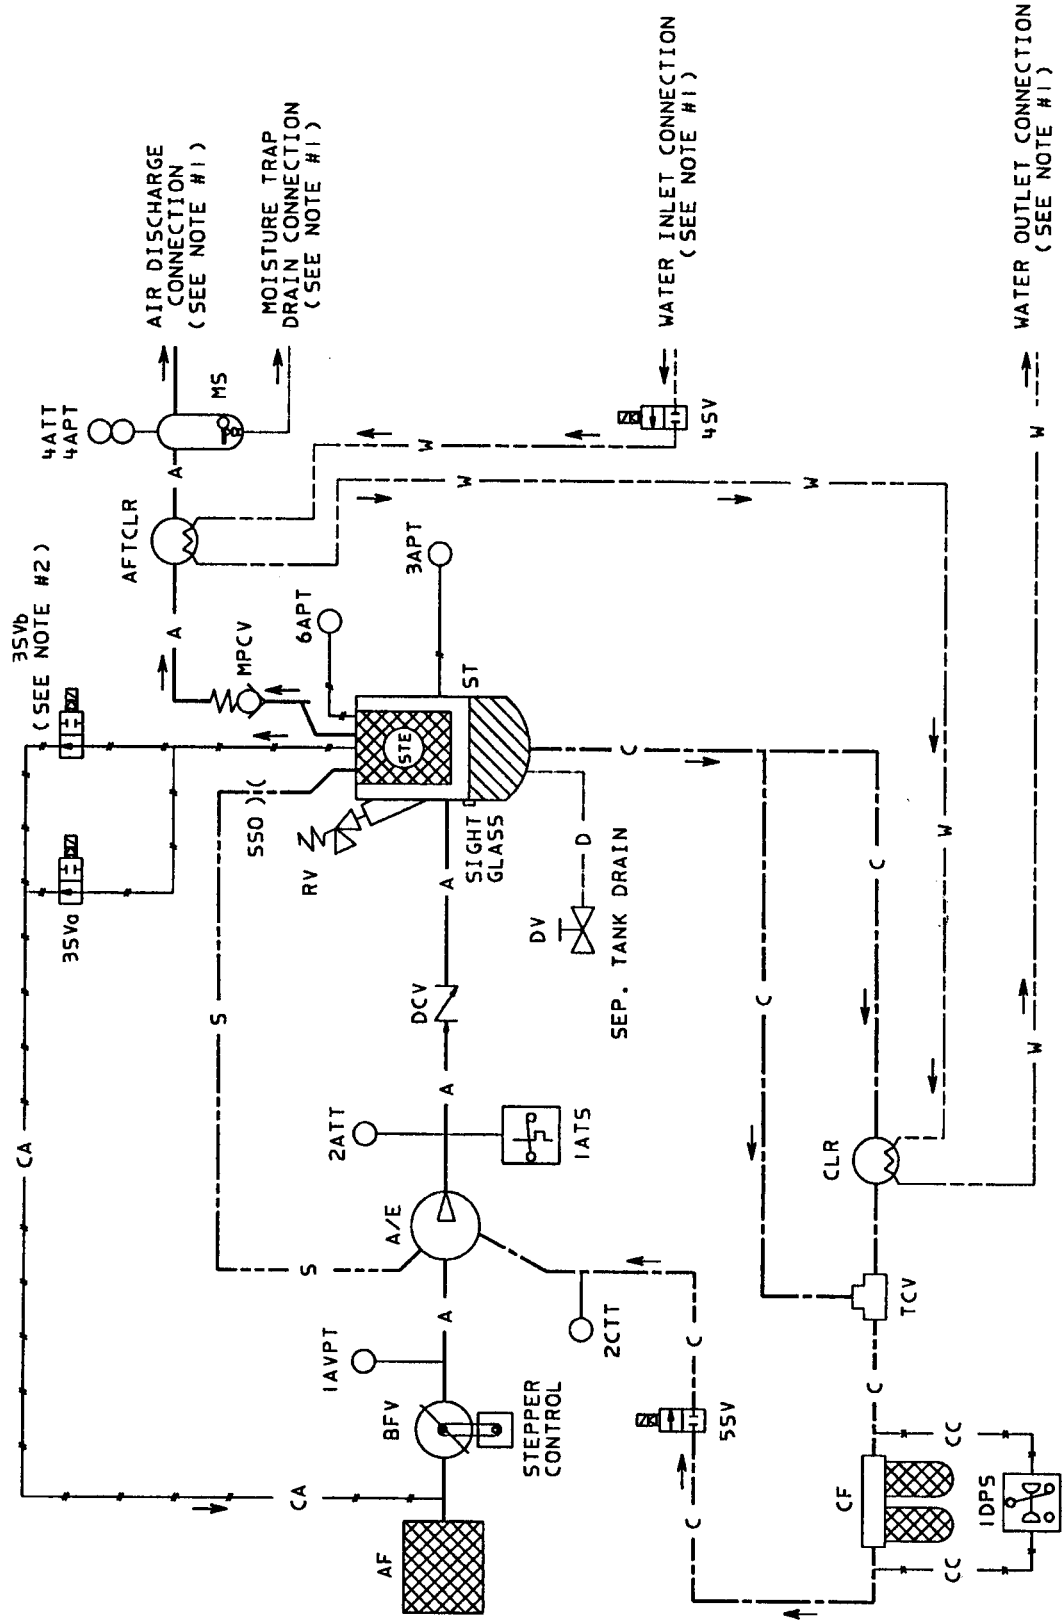 3SVb
(SEE NOTE #2)
CA
3SVa
CA
S
S
SSO
RV
AFTCLR
A
A
4ATT
4APT
MS
AIR DISCHARGE
CONNECTION
(SEE NOTE #1)
MOISTURE TRAP
DRAIN CONNECTION
(SEE NOTE #1)
MPCV
6APT
3APT
STE
ST
SIGHT
GLASS
AF
BFV
STEPPER
CONTROL
1AVPT
A
A/E
2ATT
1ATS
A
DCV
A
DV
D
SEP. TANK DRAIN
W
W
W
4SV
WATER INLET CONNECTION
(SEE NOTE #1)
C
C
C
W
2CTT
C
5SV
C
C
CF
CC
CC
1DPS
TCV
CLR
W
W
WATER OUTLET CONNECTION
(SEE NOTE #1)